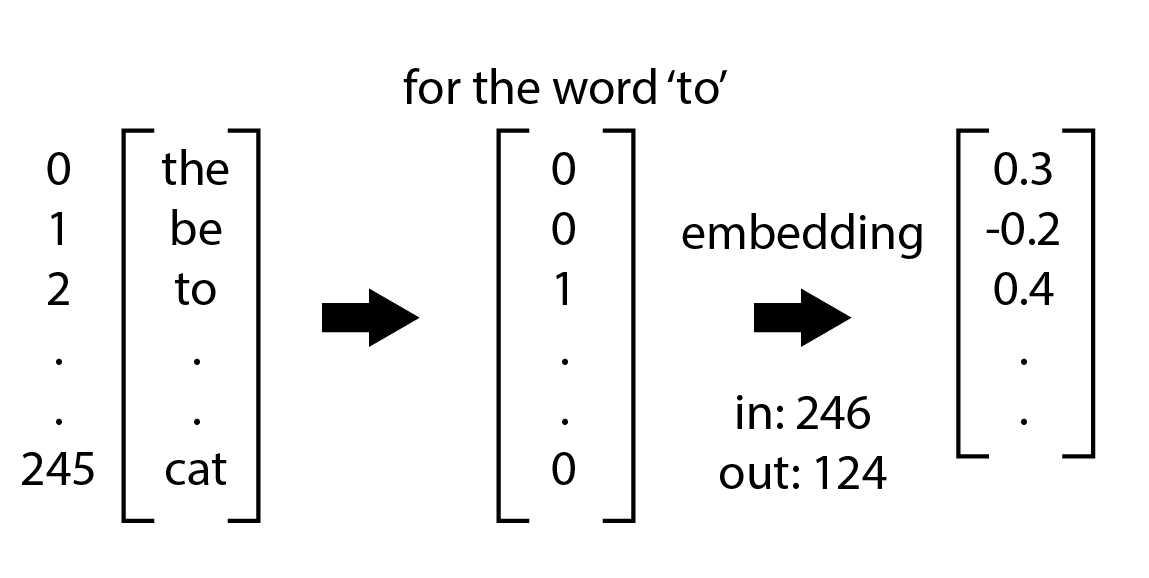 for the word ‘to’
0 the 0 0.3
1 be 0 embedding -0.2
2 to 1 0.4
. . . .
. . . .
in: 246
245 cat 0 out: 124